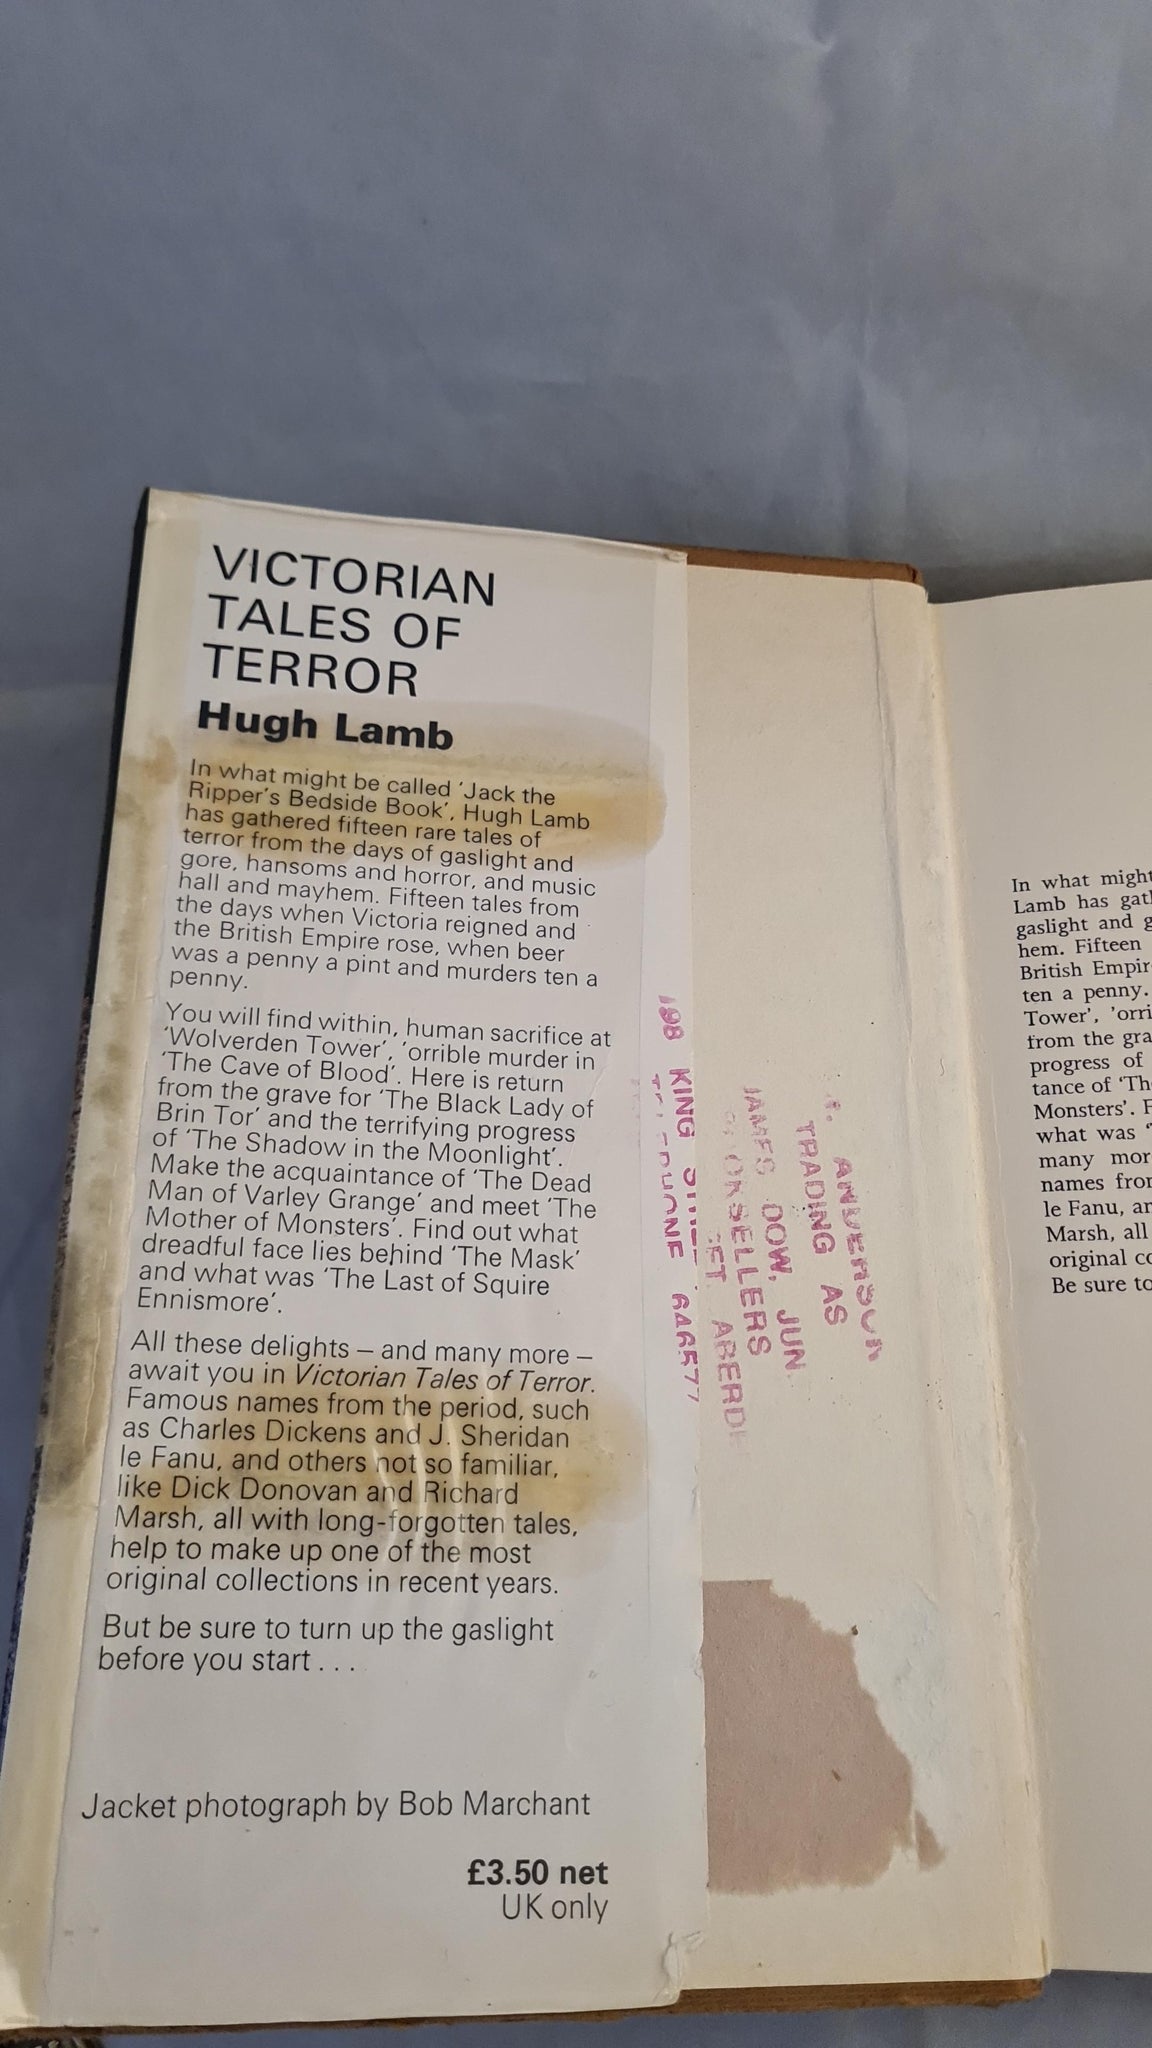 VICTORIAN
TALES OF
TERROR
Hugh Lamb
In what might be called 'Jack the
Ripper's Bedside Book', Hugh Lamb
has gathered fifteen rare tales of
terror from the days of gaslight and
gore, hansoms and horror, and music
hall and mayhem. Fifteen tales from
the days when Victoria reigned and
the British Empire rose, when beer
was a penny a pint and murders ten a
penny.
You will find within, human sacrifice at
'Wolverden Tower', 'orrible murder in
'The Cave of Blood'. Here is return
from the grave for 'The Black Lady of
Brin Tor' and the terrifying progress
of 'The Shadow in the Moonlight'.
Make the acquaintance of 'The Dead
Man of Varley Grange' and meet 'The
Mother of Monsters'. Find out what
dreadful face lies behind 'The Mask'
and what was 'The Last of Squire
Ennismore'.
All these delights – and many more –
await you in Victorian Tales of Terror.
Famous names from the period, such
as Charles Dickens and J. Sheridan
le Fanu, and others not so familiar,
like Dick Donovan and Richard
Marsh, all with long-forgotten tales,
help to make up one of the most
original collections in recent years.
But be sure to turn up the gaslight
before you start . . .
Jacket photograph by Bob Marchant
£3.50 net
UK only
TRADING AS
JAMES DOW, JUN.
KING
646577
In what might
Lamb has
gaslight and
hem. Fifteen
British
ten a penny.
Tower',
from the
progress of
of
Monsters'.
what was
many
names
le Fanu,
Marsh, all
original
Be sure to